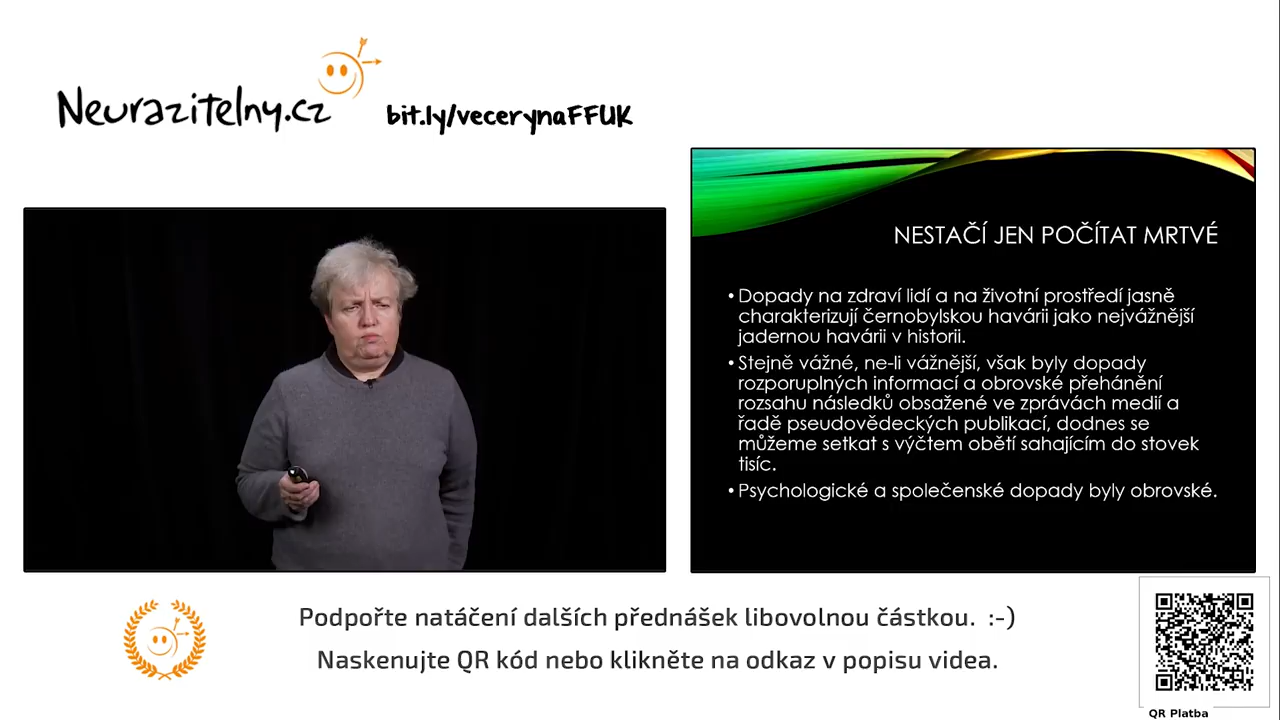 Neurazitelny.cz
bit.ly/vecerynaFFUK
NESTAČÍ JEN POČÍTAT MRTVÉ
• Dopady na zdraví lidí a na životní prostředí jasně
charakterizují černobylskou havárii jako nejvážnější
jadernou havárii v historii.
• Stejně vážné, ne-li vážnější, však byly dopady
rozporuplných informací a obrovské přehánění
rozsahu následků obsažené ve zprávách medií a
řadě pseudovědeckých publikací, dodnes se
můžeme setkat s výčtem obětí sahajícím do stovek
tisíc.
• Psychologické a společenské dopady byly obrovské.
Podpořte natáčení dalších přednášek libovolnou částkou. :-)
Naskenujte QR kód nebo klikněte na odkaz v popisu videa.
QR Platba